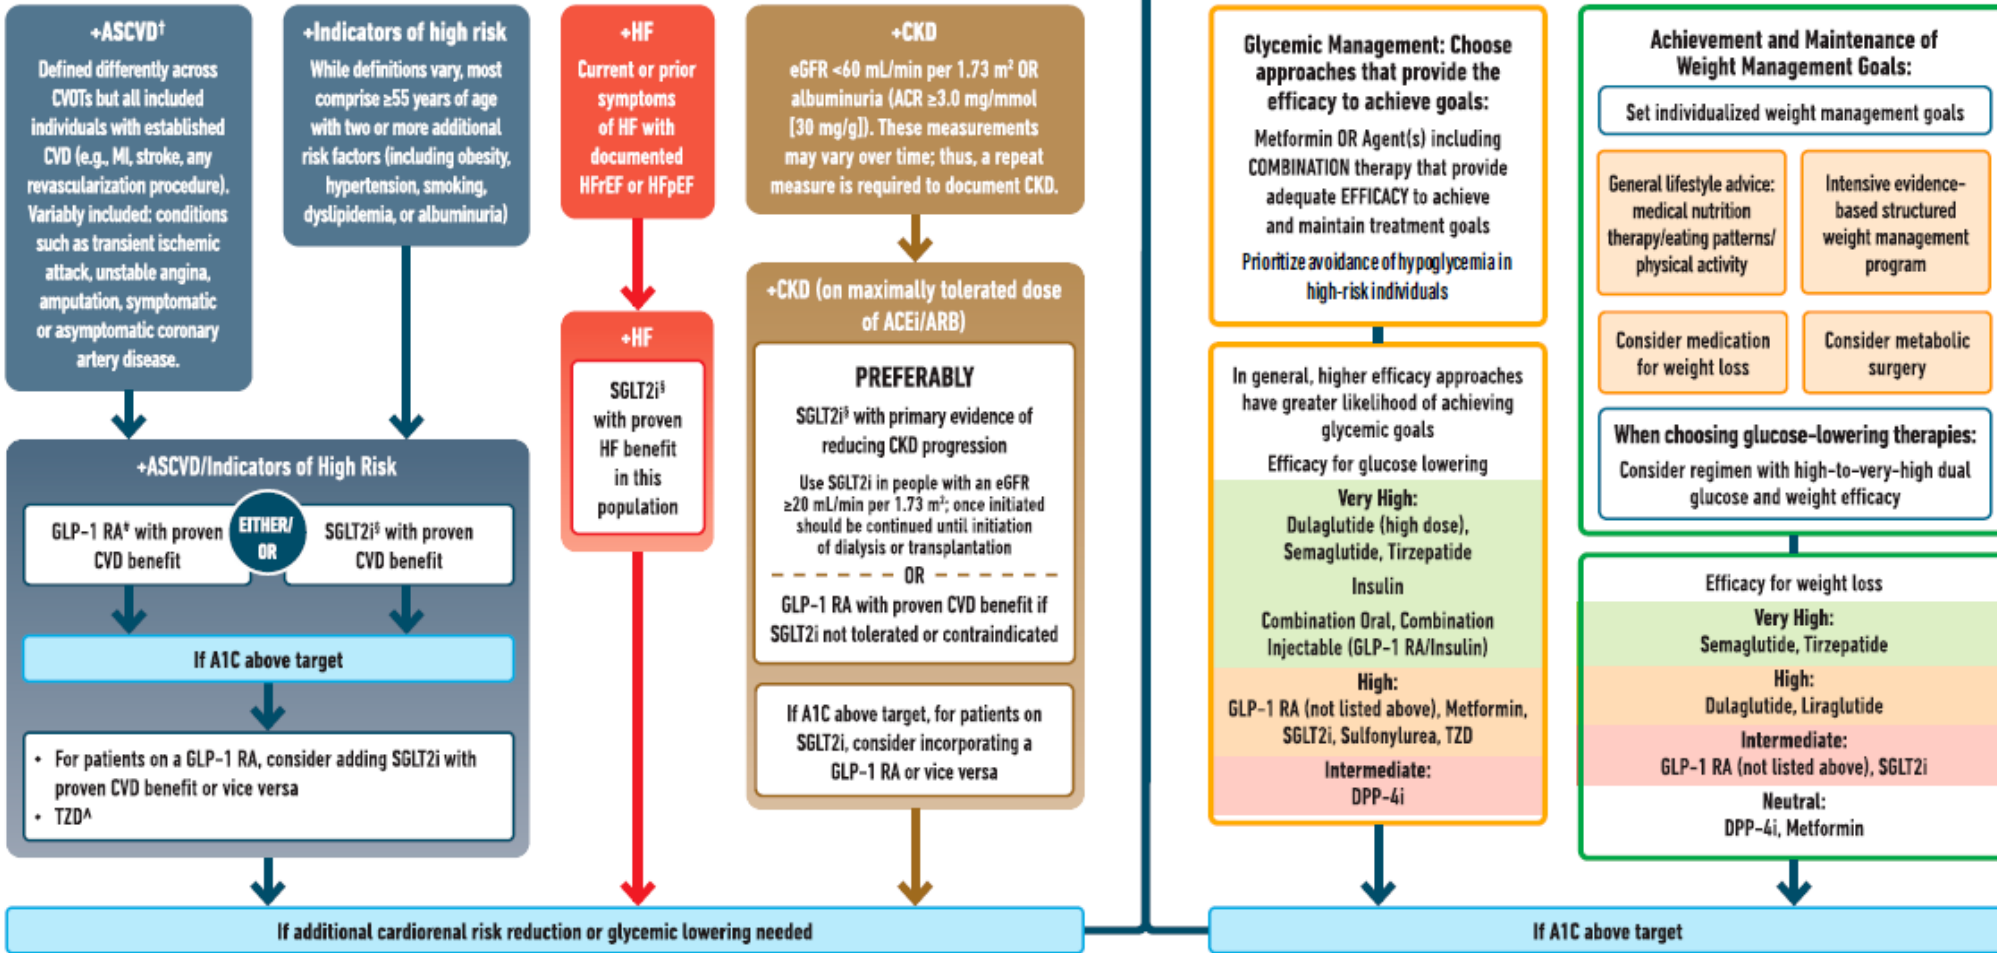 +ASCVD†
Defined differently across
CVOTs but all included
individuals with established
CVD (e.g., MI, stroke, any
revascularization procedure).
Variably included: conditions
such as transient ischemic
attack, unstable angina,
amputation, symptomatic
or asymptomatic coronary
artery disease.
+Indicators of high risk
While definitions vary, most
comprise ≥55 years of age
with two or more additional
risk factors (including obesity,
hypertension, smoking,
dyslipidemia, or albuminuria)
+ASCVD/Indicators of High Risk
GLP-1 RA# with proven
CVD benefit
EITHER/
OR
SGLT2i§ with proven
CVD benefit
If A1C above target
• For patients on a GLP-1 RA, consider adding SGLT2i with
proven CVD benefit or vice versa
• TZD^
+HF
Current or prior
symptoms
of HF with
documented
HFrEF or HFpEF
+HF
SGLT2i§
with proven
HF benefit
in this
population
+CKD
eGFR <60 mL/min per 1.73 m² OR
albuminuria (ACR ≥3.0 mg/mmol
[30 mg/g]). These measurements
may vary over time; thus, a repeat
measure is required to document CKD.
+CKD (on maximally tolerated dose
of ACEi/ARB)
PREFERABLY
SGLT2i§ with primary evidence of
reducing CKD progression
Use SGLT2i in people with an eGFR
≥20 mL/min per 1.73 m²; once initiated
should be continued until initiation
of dialysis or transplantation
OR
GLP-1 RA with proven CVD benefit if
SGLT2i not tolerated or contraindicated
If A1C above target, for patients on
SGLT2i, consider incorporating a
GLP-1 RA or vice versa
If additional cardiorenal risk reduction or glycemic lowering needed
Glycemic Management: Choose
approaches that provide the
efficacy to achieve goals:
Metformin OR Agent(s) including
COMBINATION therapy that provide
adequate EFFICACY to achieve
and maintain treatment goals
Prioritize avoidance of hypoglycemia in
high-risk individuals
In general, higher efficacy approaches
have greater likelihood of achieving
glycemic goals
Efficacy for glucose lowering
Very High:
Dulaglutide (high dose),
Semaglutide, Tirzepatide
Insulin
Combination Oral, Combination
Injectable (GLP-1 RA/Insulin)
High:
GLP-1 RA (not listed above), Metformin,
SGLT2i, Sulfonylurea, TZD
Intermediate:
DPP-4i
Achievement and Maintenance of
Weight Management Goals:
Set individualized weight management goals
General lifestyle advice:
medical nutrition
therapy/eating patterns/
physical activity
Intensive evidence-
based structured
weight management
program
Consider medication
for weight loss
Consider metabolic
surgery
When choosing glucose-lowering therapies:
Consider regimen with high-to-very-high dual
glucose and weight efficacy
Efficacy for weight loss
Very High:
Semaglutide, Tirzepatide
High:
Dulaglutide, Liraglutide
Intermediate:
GLP-1 RA (not listed above), SGLT2i
Neutral:
DPP-4i, Metformin
If A1C above target